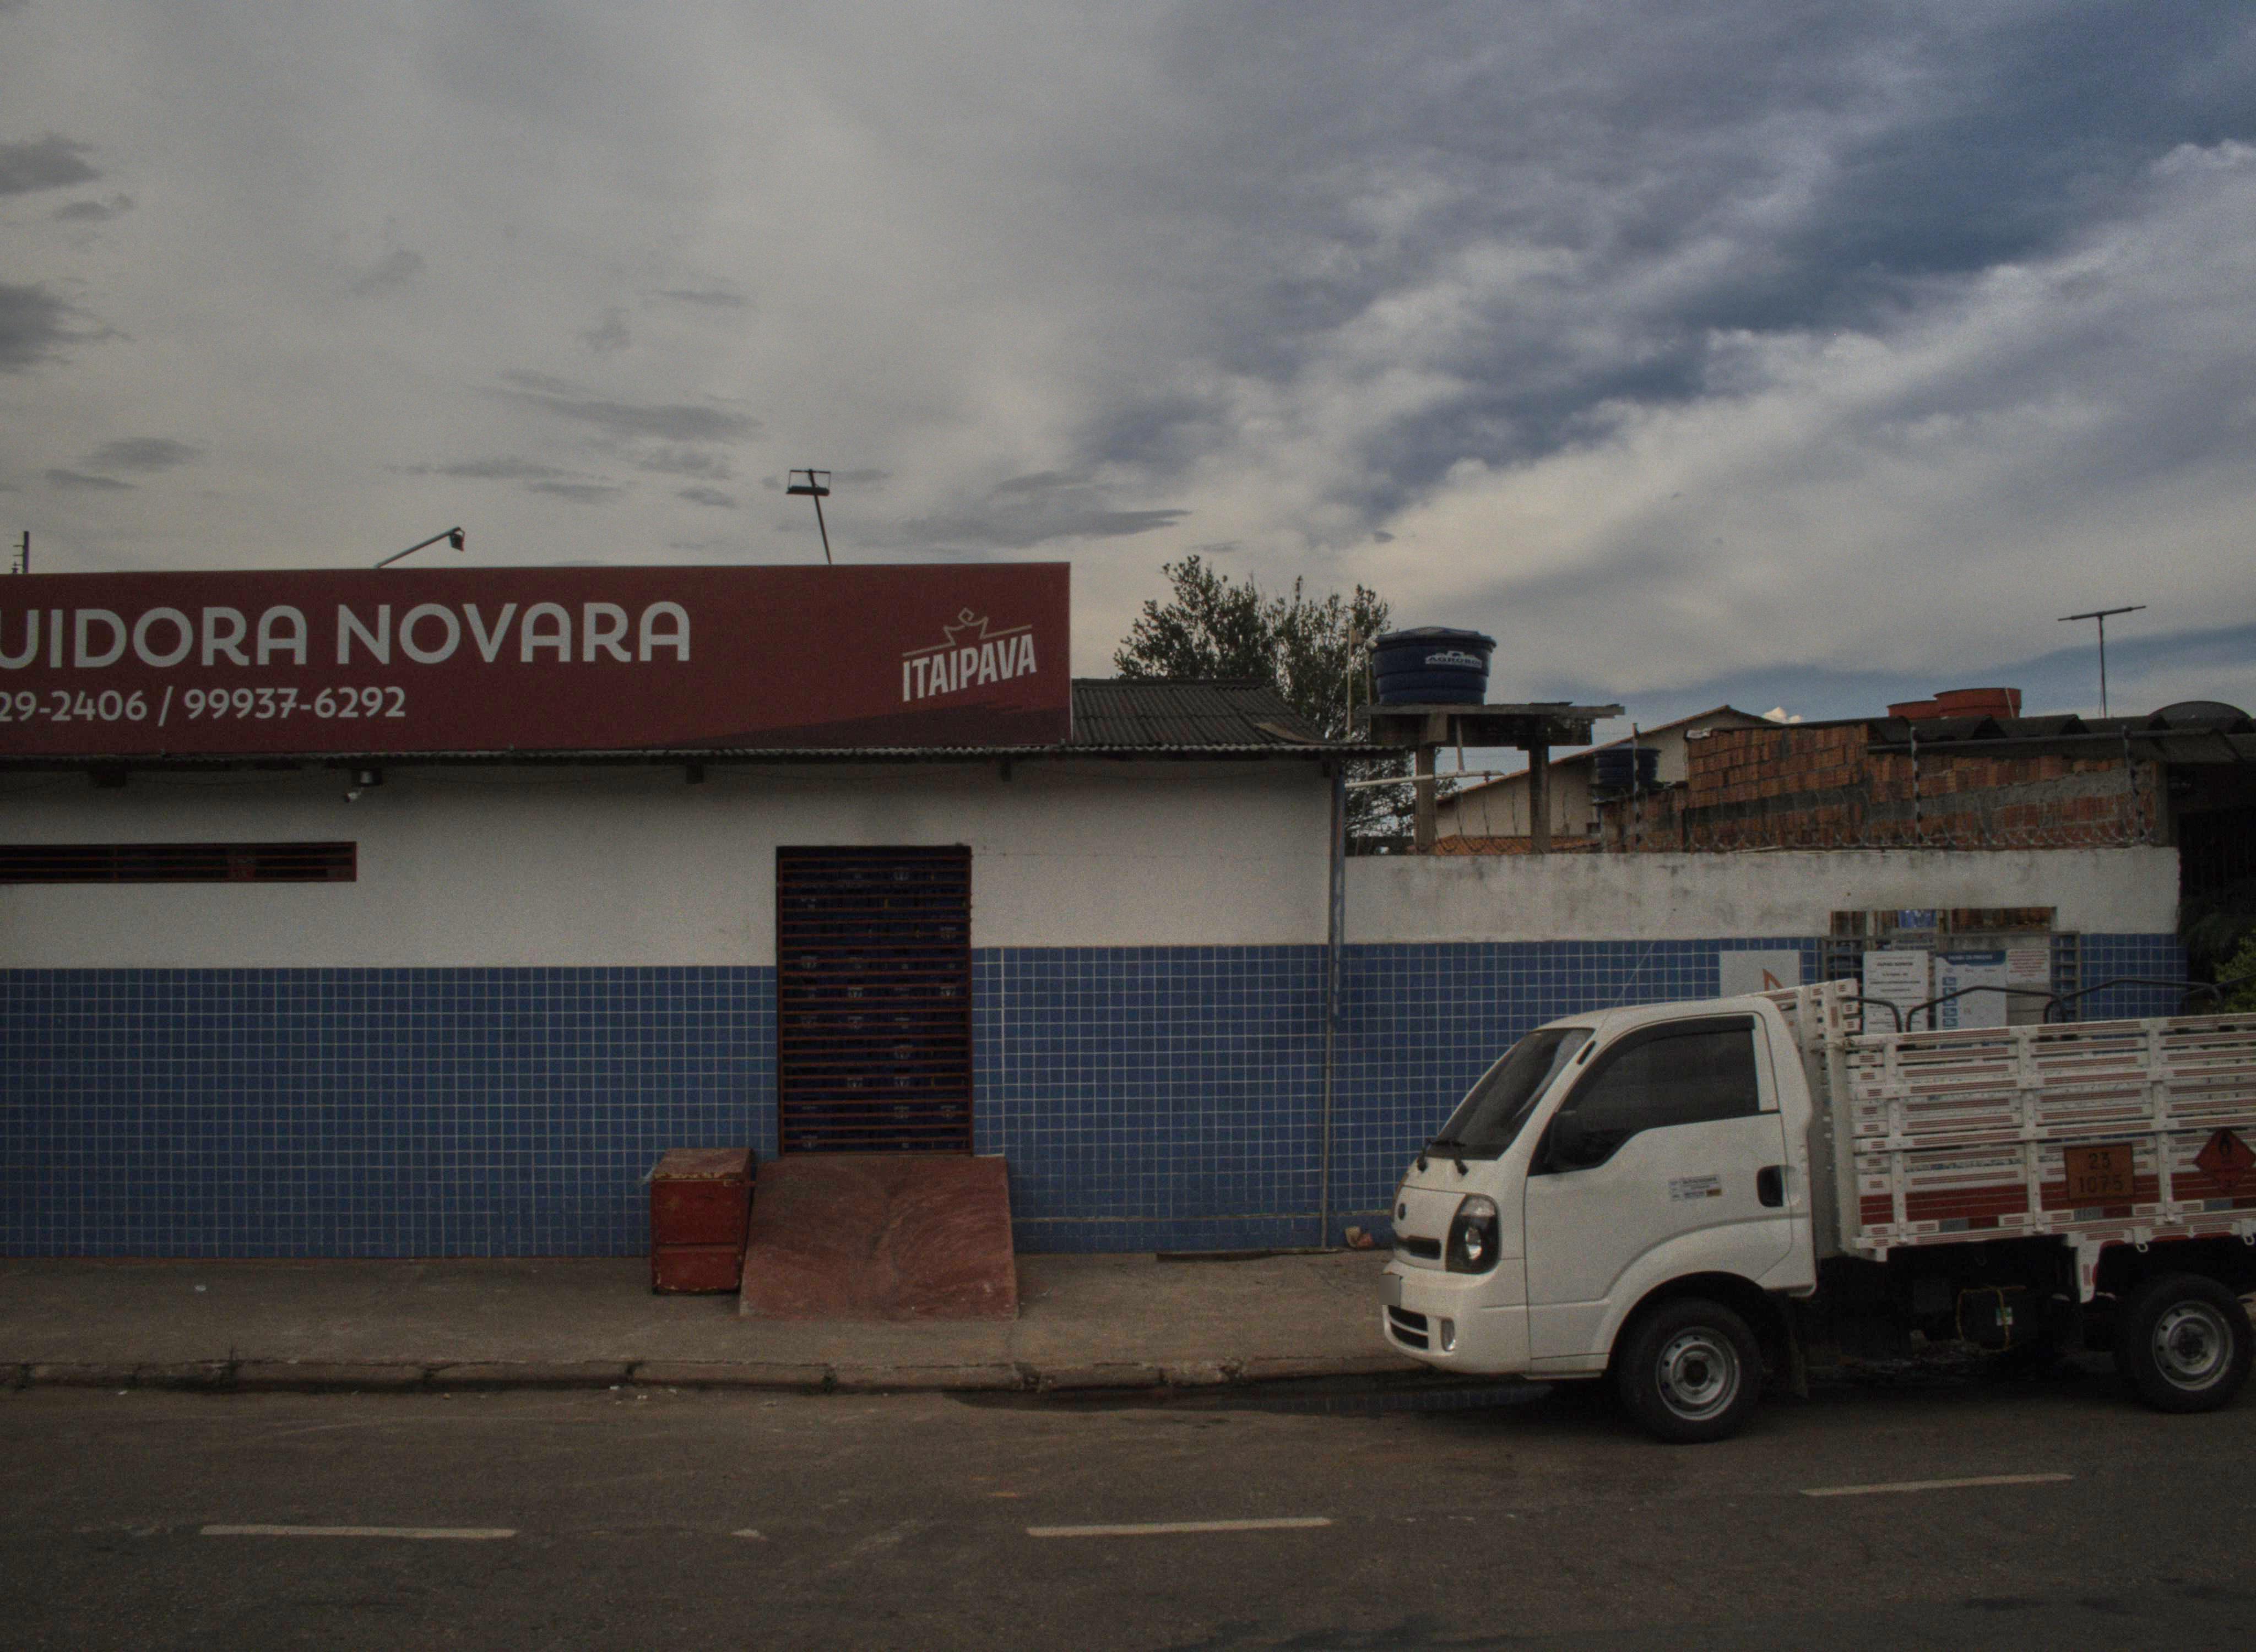 UIDORA NOVARA
29-2406 / 99937-6292
ITAIPAVA
23
1075